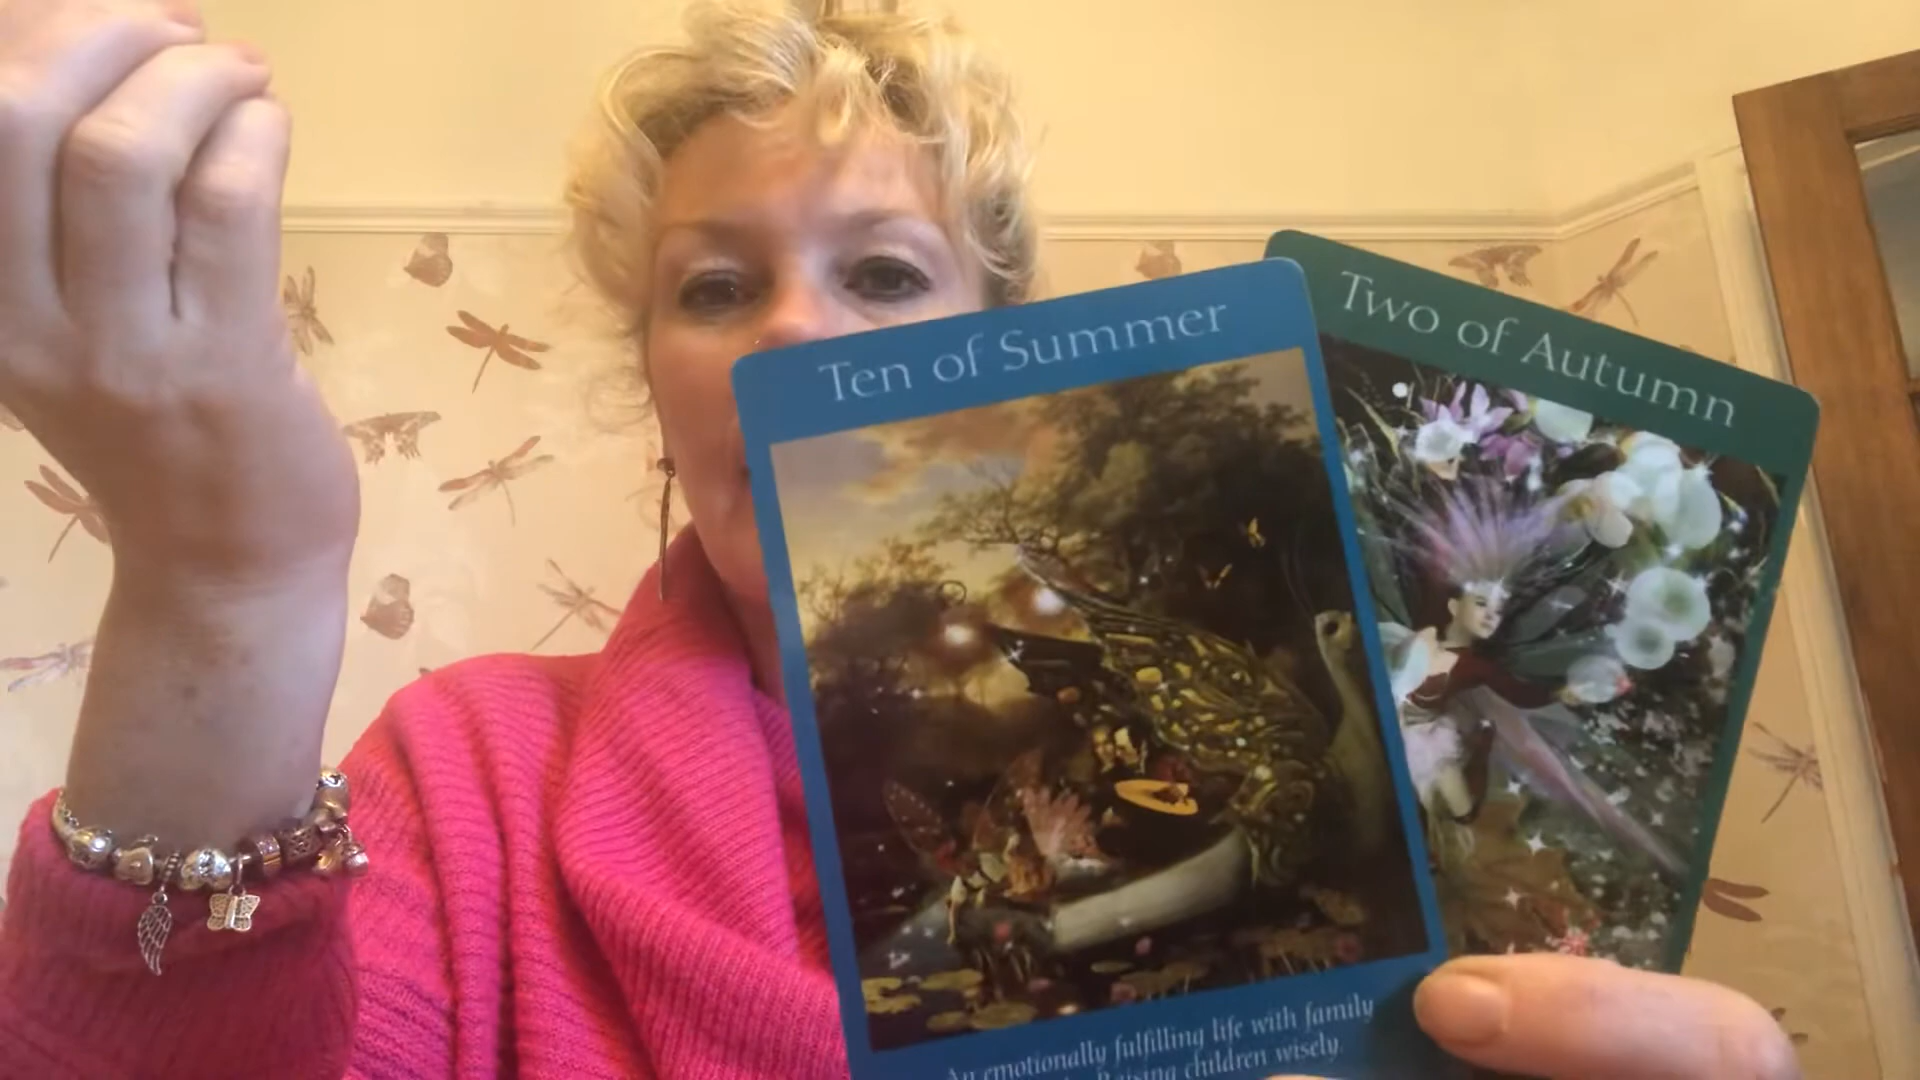 Ten of Summer
Two of Autumn
An emotionally fulfilling life with family
Raising children wisely.